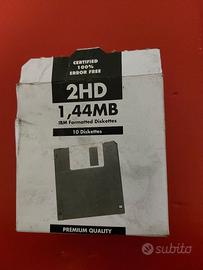 CERTIFIED
100%
ERROR FREE
2HD
1,44MB
IBM Formatted Diskettes
10 Diskettes
PREMIUM QUALITY
subito